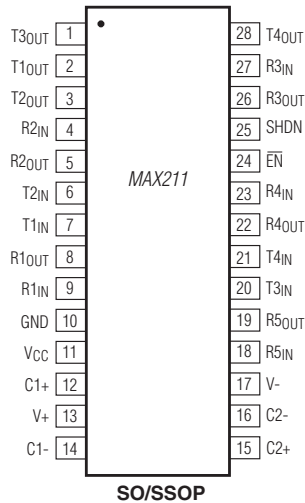 T3OUT 1 28 T4OUT
T1OUT 2 27 R3IN
T2OUT 3 26 R3OUT
R2IN 4 25 SHDN
R2OUT 5 24 E̅N̅
T2IN 6 MAX211 23 R4IN
T1IN 7 22 R4OUT
R1OUT 8 21 T4IN
R1IN 9 20 T3IN
GND 10 19 R5OUT
VCC 11 18 R5IN
C1+ 12 17 V-
V+ 13 16 C2-
C1- 14 15 C2+
SO/SSOP